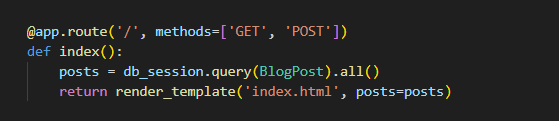 @app.route('/', methods=['GET', 'POST'])
def index():
    posts = db_session.query(BlogPost).all()
    return render_template('index.html', posts=posts)